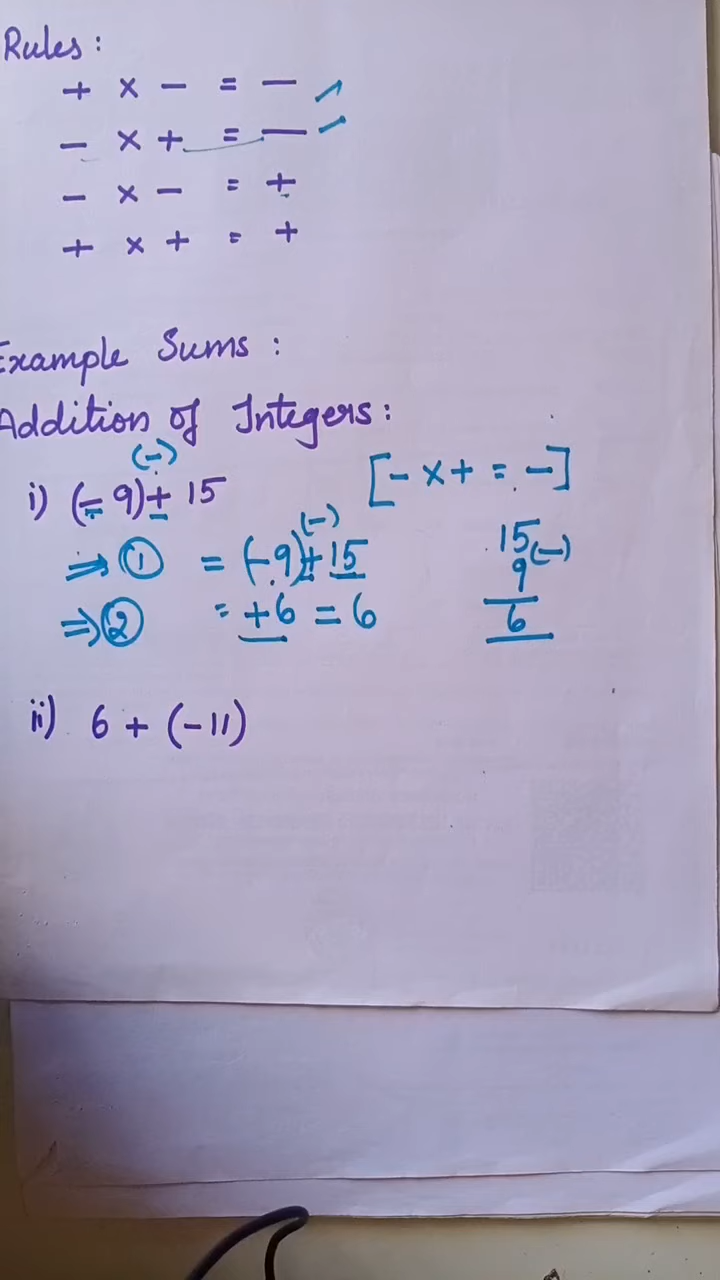 Rules:
+ × − = −
− × + = −
− × − = +
+ × + = +
Example Sums:
Addition of Integers:
(−)
i) (−9) + 15 [− × + = −]
(−)
⇒ ① = (−9) + 15
⇒ ② = +6 = 6
15 (−)
9
6
ii) 6 + (−11)